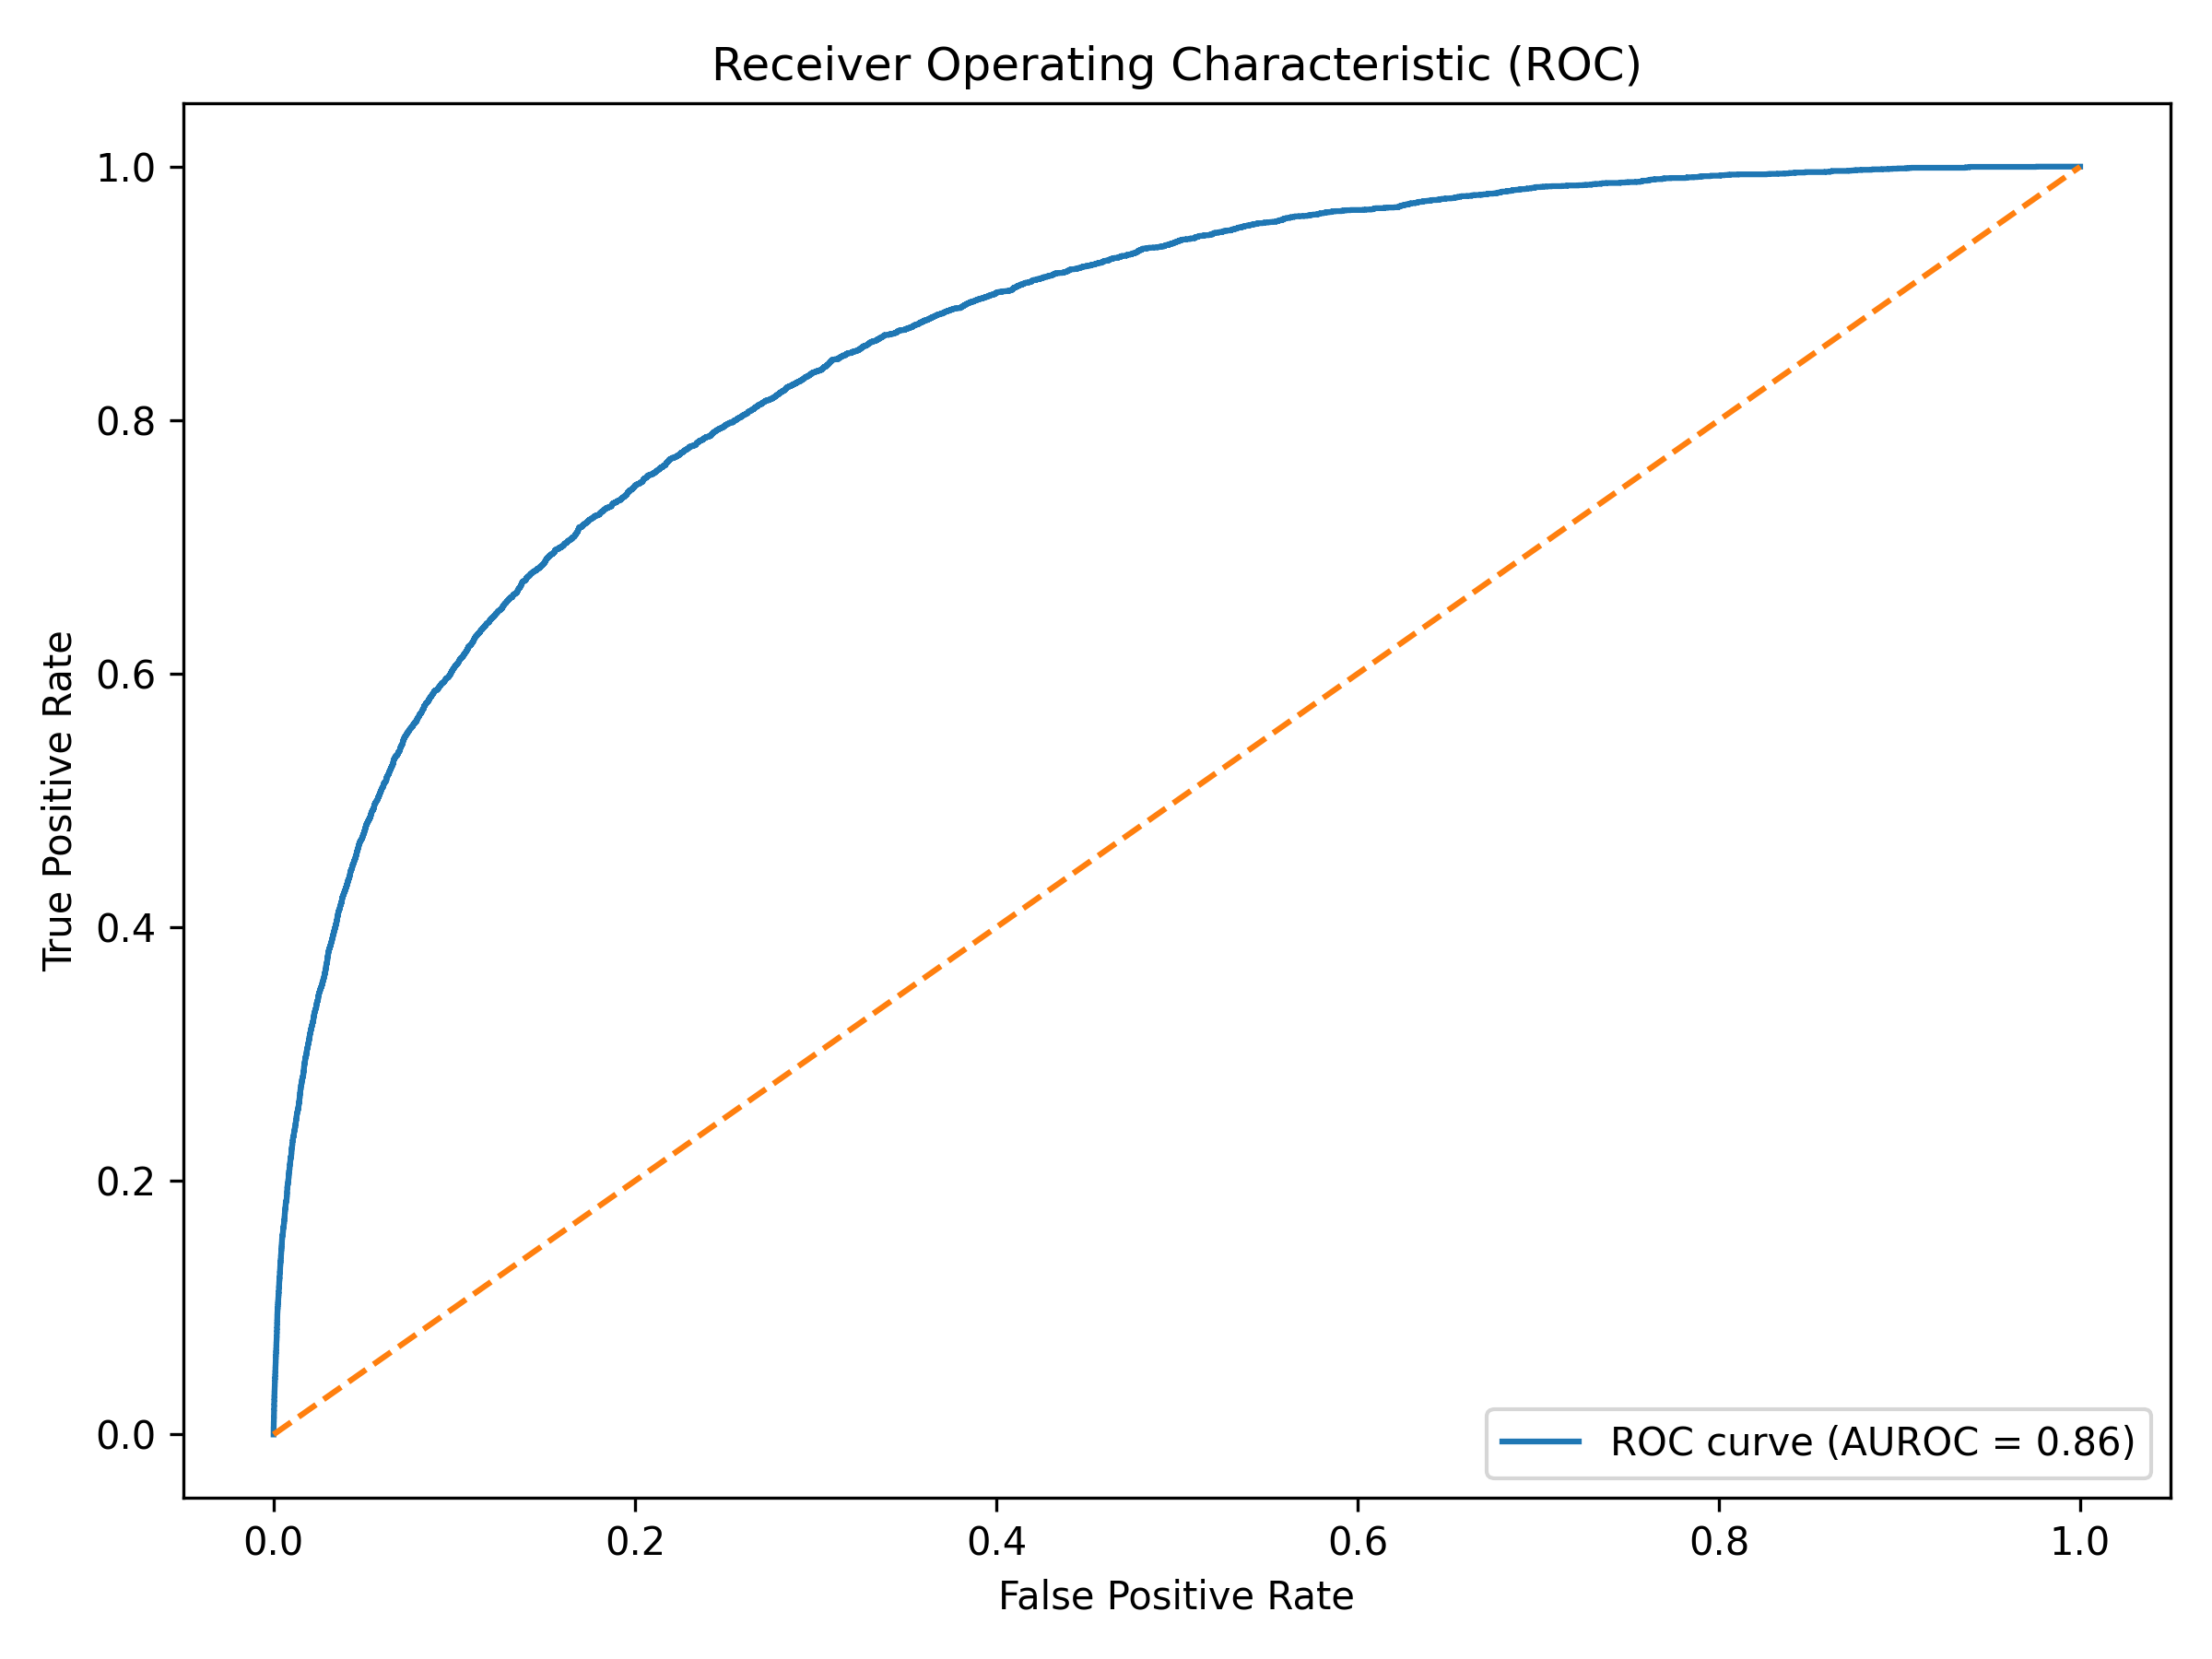 Receiver Operating Characteristic (ROC)
1.0
0.8
0.6
0.4
0.2
0.0
True Positive Rate
ROC curve (AUROC = 0.86)
0.0 0.2 0.4 0.6 0.8 1.0
False Positive Rate